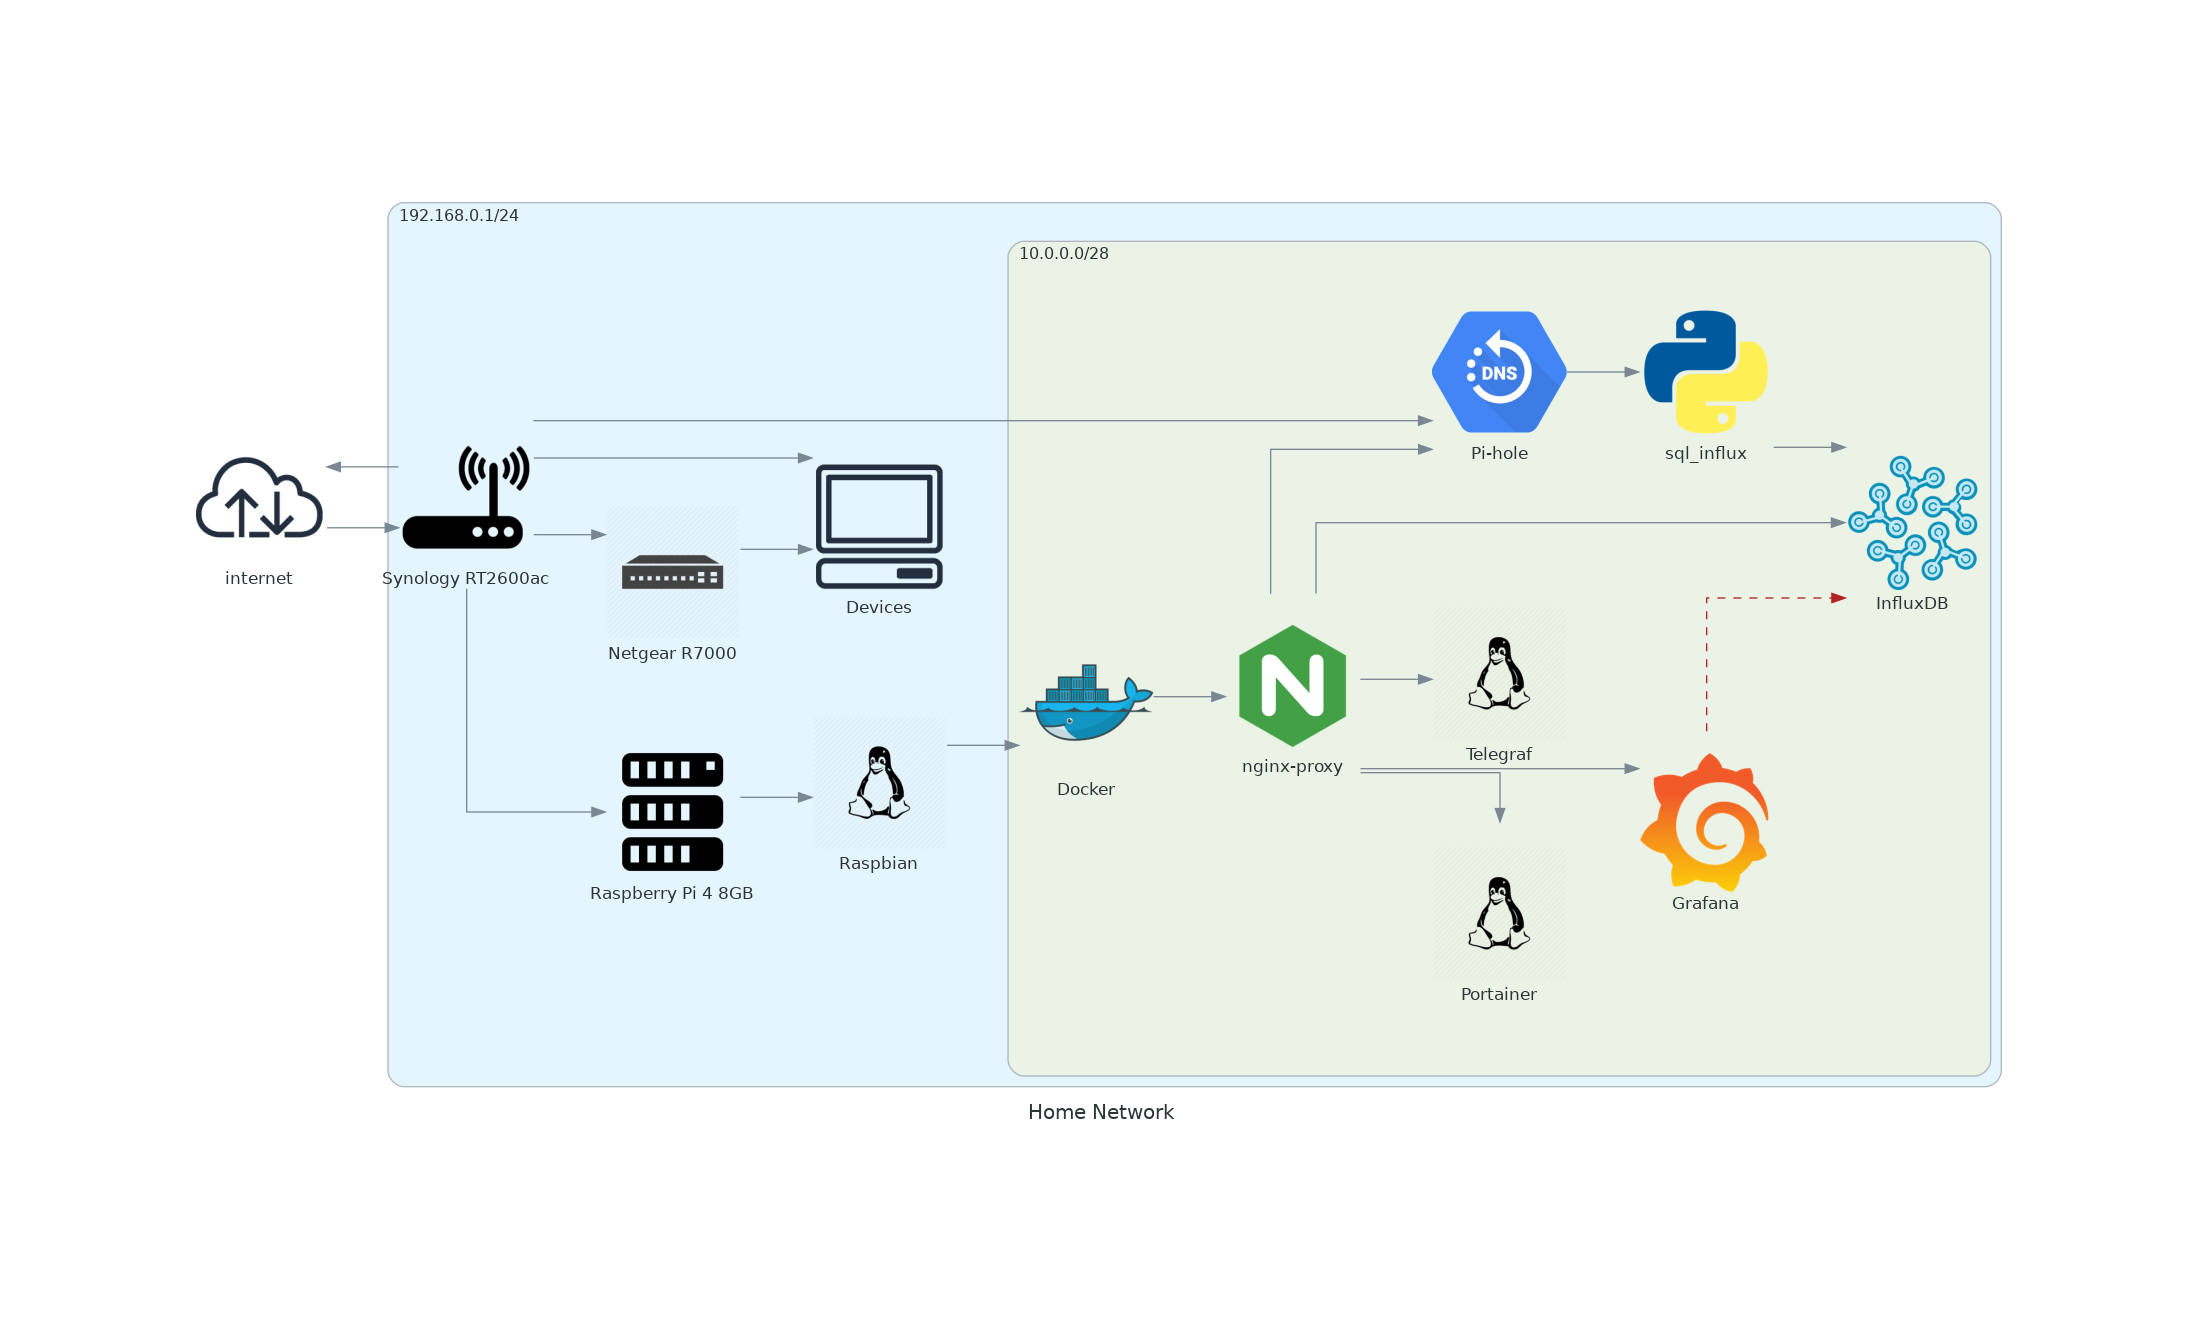 192.168.0.1/24
10.0.0.0/28
DNS
Pi-hole
sql_influx
internet
Synology RT2600ac
Devices
InfluxDB
Netgear R7000
N
Telegraf
nginx-proxy
Docker
Raspbian
Raspberry Pi 4 8GB
Grafana
Portainer
Home Network